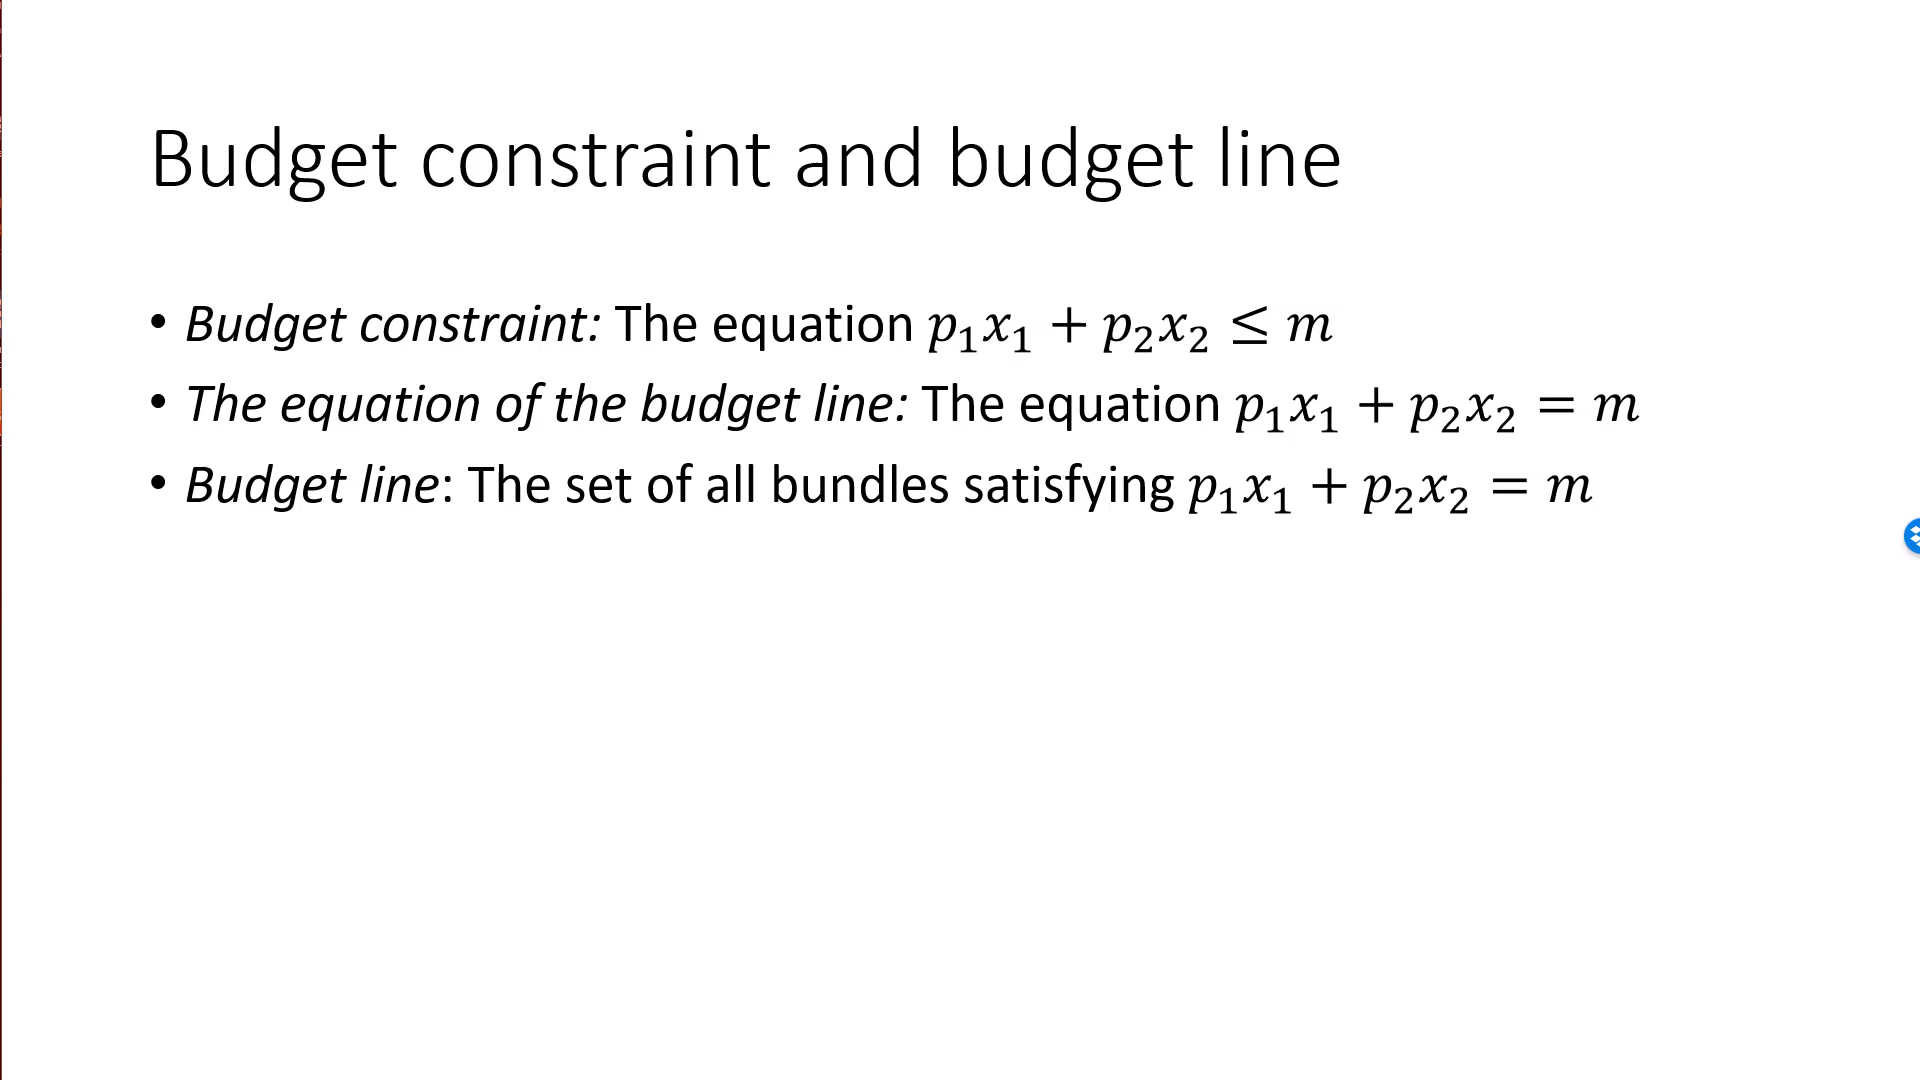 Budget constraint and budget line
• Budget constraint: The equation p₁x₁ + p₂x₂ ≤ m
• The equation of the budget line: The equation p₁x₁ + p₂x₂ = m
• Budget line: The set of all bundles satisfying p₁x₁ + p₂x₂ = m